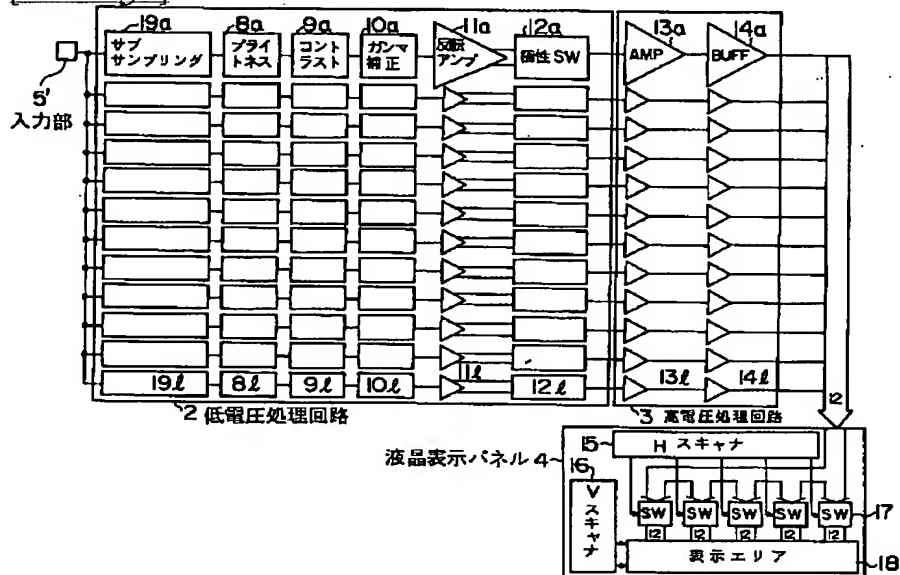 19a
8a
9a
10a
11a
12a
13a
14a
サブ
サンプリング
ブライ
トネス
コント
ラスト
ガンマ
補正
反転
アンプ
極性 SW
AMP
BUFF
5'
入力部
19ℓ
8ℓ
9ℓ
10ℓ
11ℓ
12ℓ
13ℓ
14ℓ
2 低電圧処理回路
3 高電圧処理回路
12
液晶表示パネル 4
15
H スキャナ
16
V スキャナ
SW
SW
SW
SW
SW
17
12
12
12
12
12
表示エリア
18